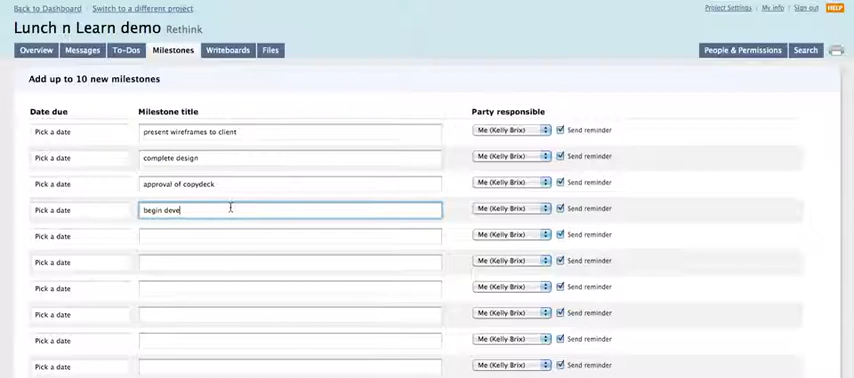 Back to Dashboard | Switch to a different project
Project Settings | My info | Sign out HELP
Lunch n Learn demo Rethink
Overview Messages To-Dos Milestones Writeboards Files People & Permissions Search
Add up to 10 new milestones
Date due Milestone title Party responsible
Pick a date present wireframes to client Me (Kelly Brix) Send reminder
Pick a date complete design Me (Kelly Brix) Send reminder
Pick a date approval of copydeck Me (Kelly Brix) Send reminder
Pick a date begin deve Me (Kelly Brix) Send reminder
Pick a date Me (Kelly Brix) Send reminder
Pick a date Me (Kelly Brix) Send reminder
Pick a date Me (Kelly Brix) Send reminder
Pick a date Me (Kelly Brix) Send reminder
Pick a date Me (Kelly Brix) Send reminder
Pick a date Me (Kelly Brix) Send reminder